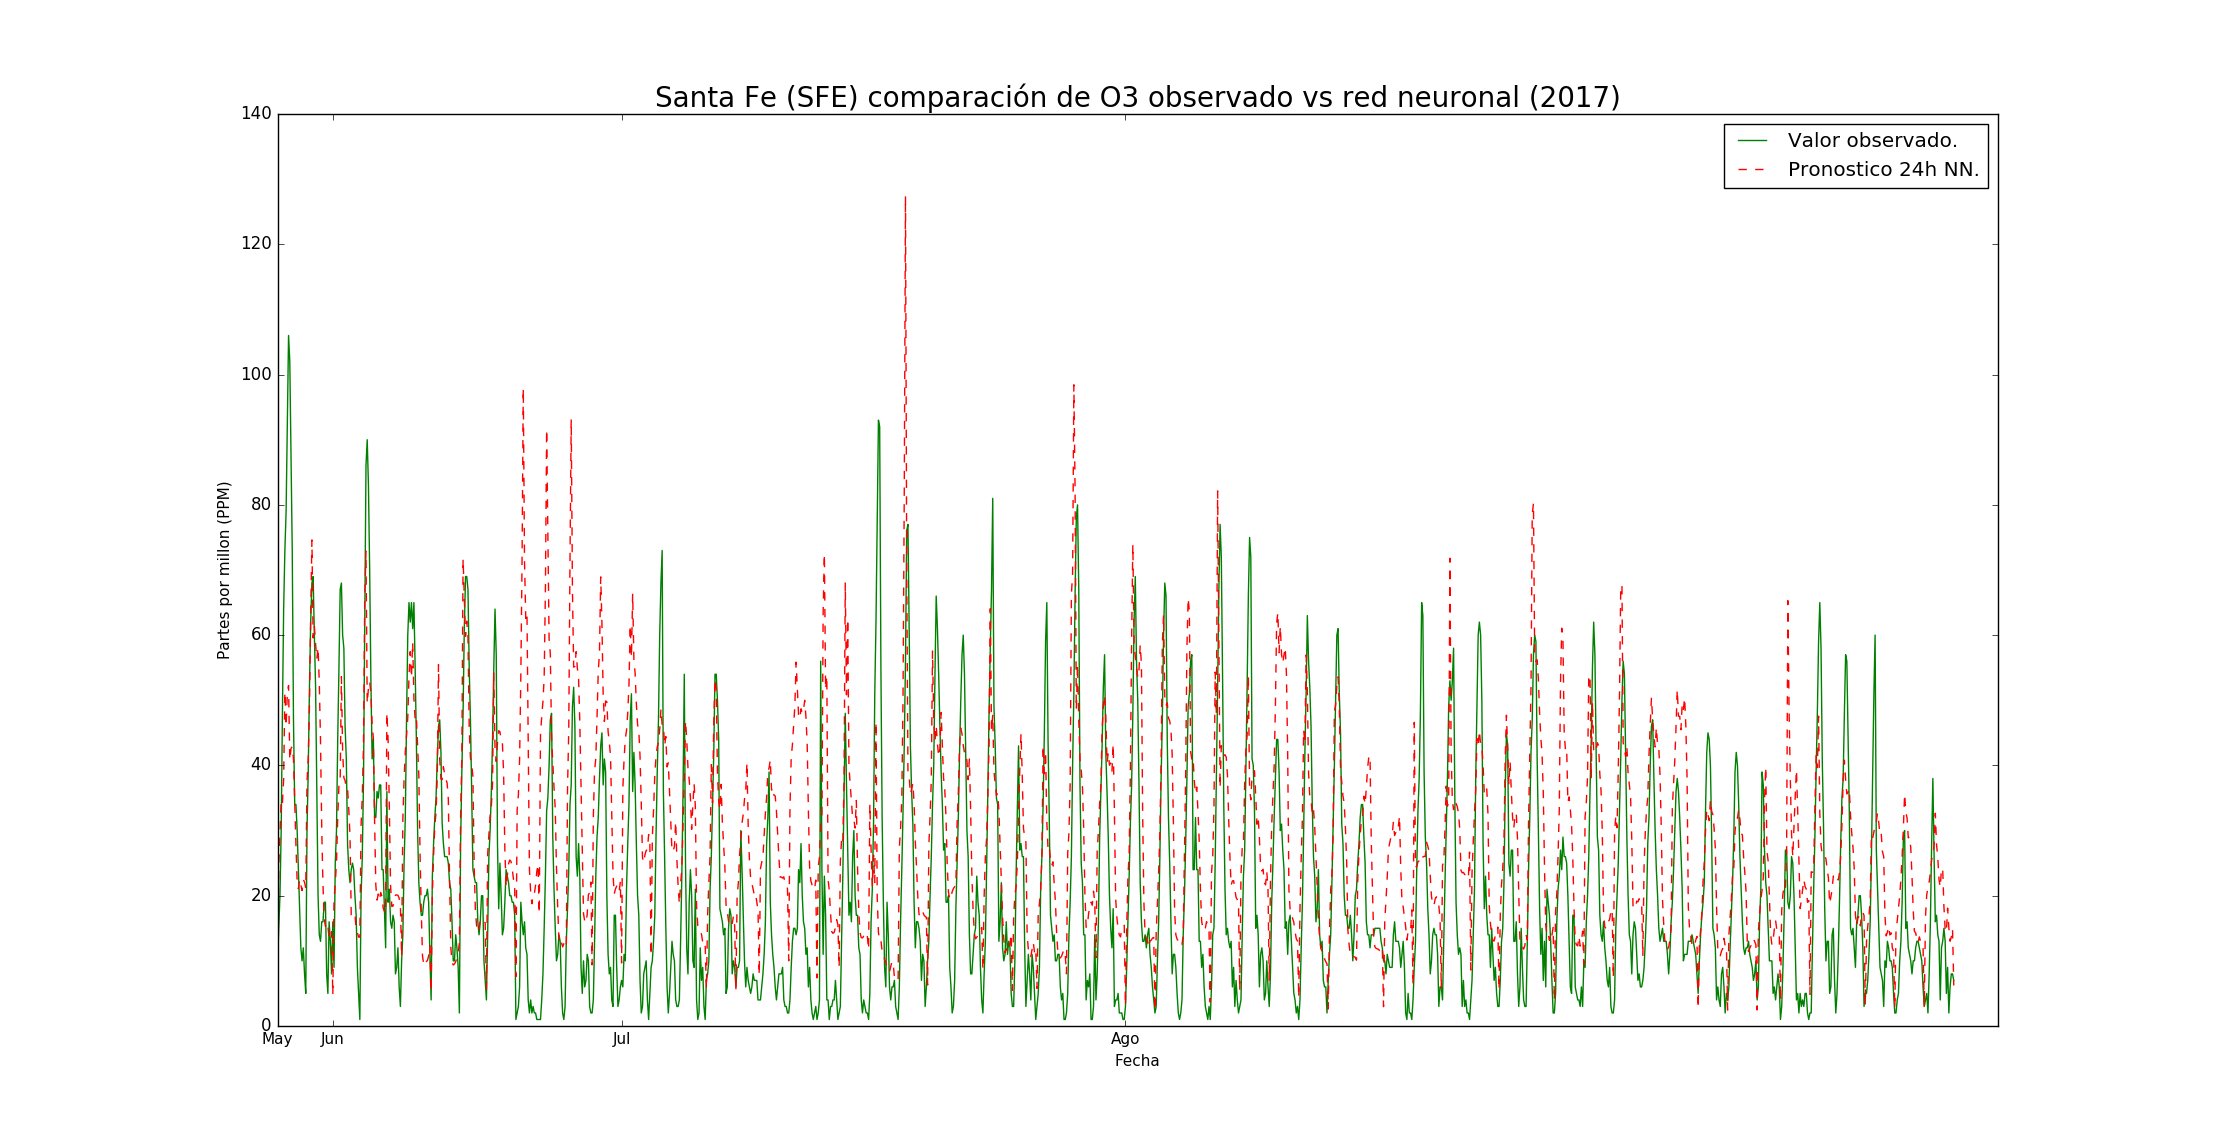 Santa Fe (SFE) comparación de O3 observado vs red neuronal (2017)
Valor observado.
Pronostico 24h NN.
140
120
100
80
60
40
20
0
Partes por millon (PPM)
May Jun Jul Ago
Fecha